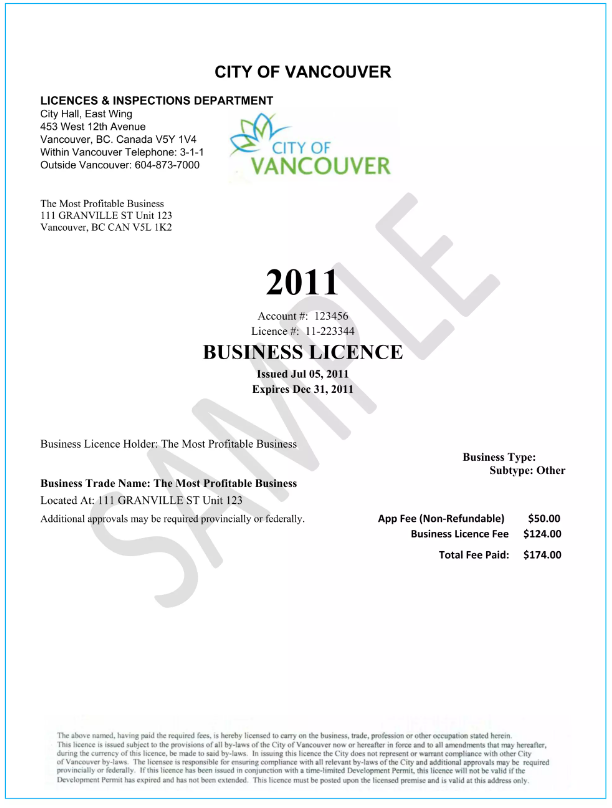 CITY OF VANCOUVER
LICENCES & INSPECTIONS DEPARTMENT
City Hall, East Wing
453 West 12th Avenue
Vancouver, BC. Canada V5Y 1V4
Within Vancouver Telephone: 3-1-1
Outside Vancouver: 604-873-7000
CITY OF
VANCOUVER
The Most Profitable Business
111 GRANVILLE ST Unit 123
Vancouver, BC CAN V5L 1K2
SAMPLE
2011
Account #: 123456
Licence #: 11-223344
BUSINESS LICENCE
Issued Jul 05, 2011
Expires Dec 31, 2011
Business Licence Holder: The Most Profitable Business
Business Type:
Subtype: Other
Business Trade Name: The Most Profitable Business
Located At: 111 GRANVILLE ST Unit 123
Additional approvals may be required provincially or federally.
App Fee (Non-Refundable) $50.00
Business Licence Fee $124.00
Total Fee Paid: $174.00
The above named, having paid the required fees, is hereby licensed to carry on the business, trade, profession or other occupation stated herein.
This licence is issued subject to the provisions of all by-laws of the City of Vancouver now or hereafter in force and to all amendments that may hereafter,
during the currency of this licence, be made to said by-laws. In issuing this licence the City does not represent or warrant compliance with other City
of Vancouver by-laws. The licensee is responsible for ensuring compliance with all relevant by-laws of the City and additional approvals may be required
provincially or federally. If this licence has been issued in conjunction with a time-limited Development Permit, this licence will not be valid if the
Development Permit has expired and has not been extended. This licence must be posted upon the licensed premise and is valid at this address only.